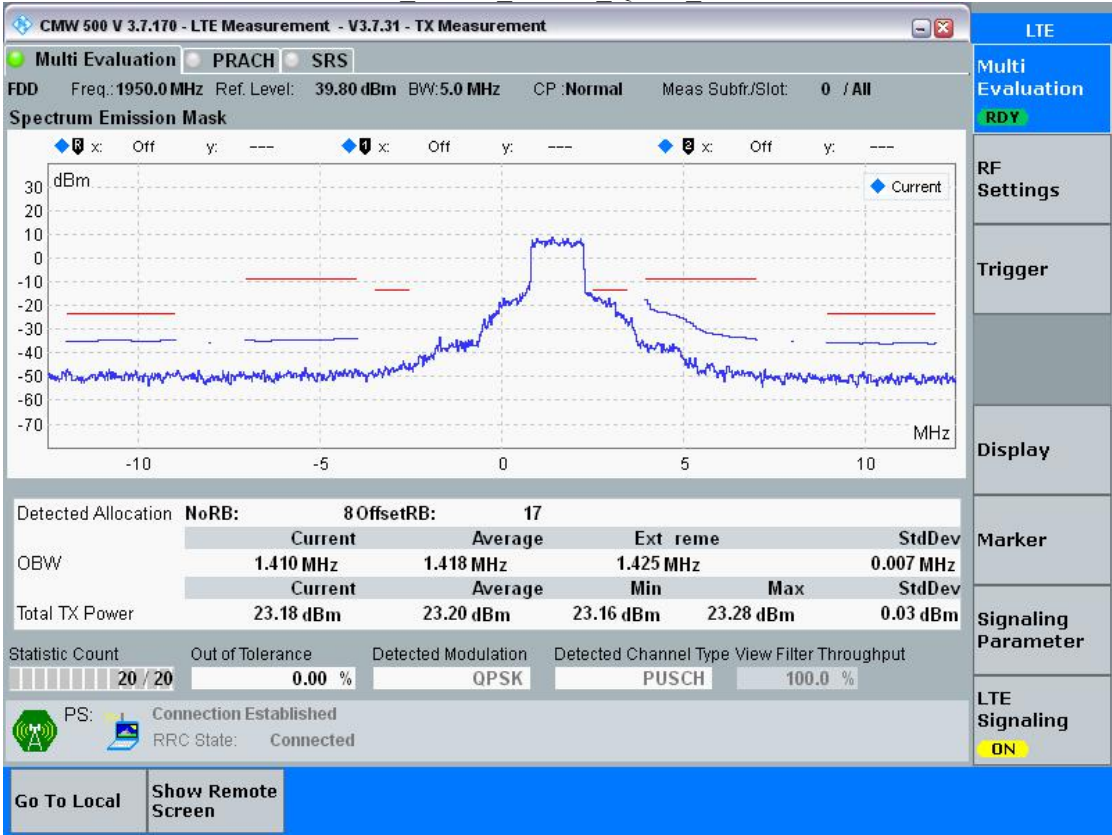 CMW 500 V 3.7.170 - LTE Measurement - V3.7.31 - TX Measurement
LTE
Multi Evaluation PRACH SRS
FDD Freq.: 1950.0 MHz Ref. Level: 39.80 dBm BW: 5.0 MHz CP : Normal Meas Subfr./Slot: 0 / All
Spectrum Emission Mask
R x: Off y: --- 1 x: Off y: --- 2 x: Off y: ---
dBm
Current
30
20
10
0
-10
-20
-30
-40
-50
-60
-70
MHz
-10 -5 0 5 10
Detected Allocation NoRB: 8 OffsetRB: 17
Current Average Ext reme StdDev
OBW 1.410 MHz 1.418 MHz 1.425 MHz 0.007 MHz
Current Average Min Max StdDev
Total TX Power 23.18 dBm 23.20 dBm 23.16 dBm 23.28 dBm 0.03 dBm
Statistic Count Out of Tolerance Detected Modulation Detected Channel Type View Filter Throughput
20 / 20 0.00 % QPSK PUSCH 100.0 %
PS: Connection Established
RRC State: Connected
Multi
Evaluation
RDY
RF
Settings
Trigger
Display
Marker
Signaling
Parameter
LTE
Signaling
ON
Go To Local
Show Remote
Screen